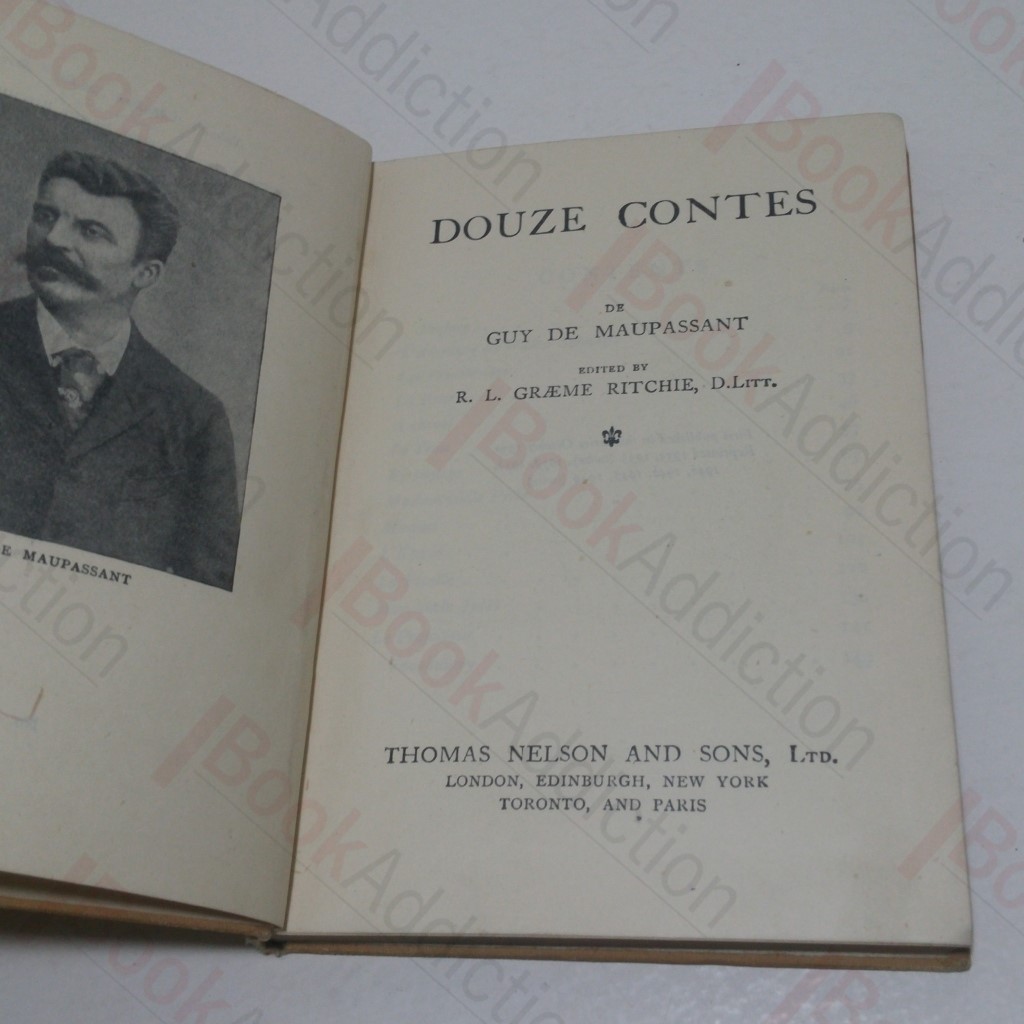 E MAUPASSANT
DOUZE CONTES
DE
GUY DE MAUPASSANT
EDITED BY
R. L. GRÆME RITCHIE, D.LITT.
THOMAS NELSON AND SONS, LTD.
LONDON, EDINBURGH, NEW YORK
TORONTO, AND PARIS
BookAddiction